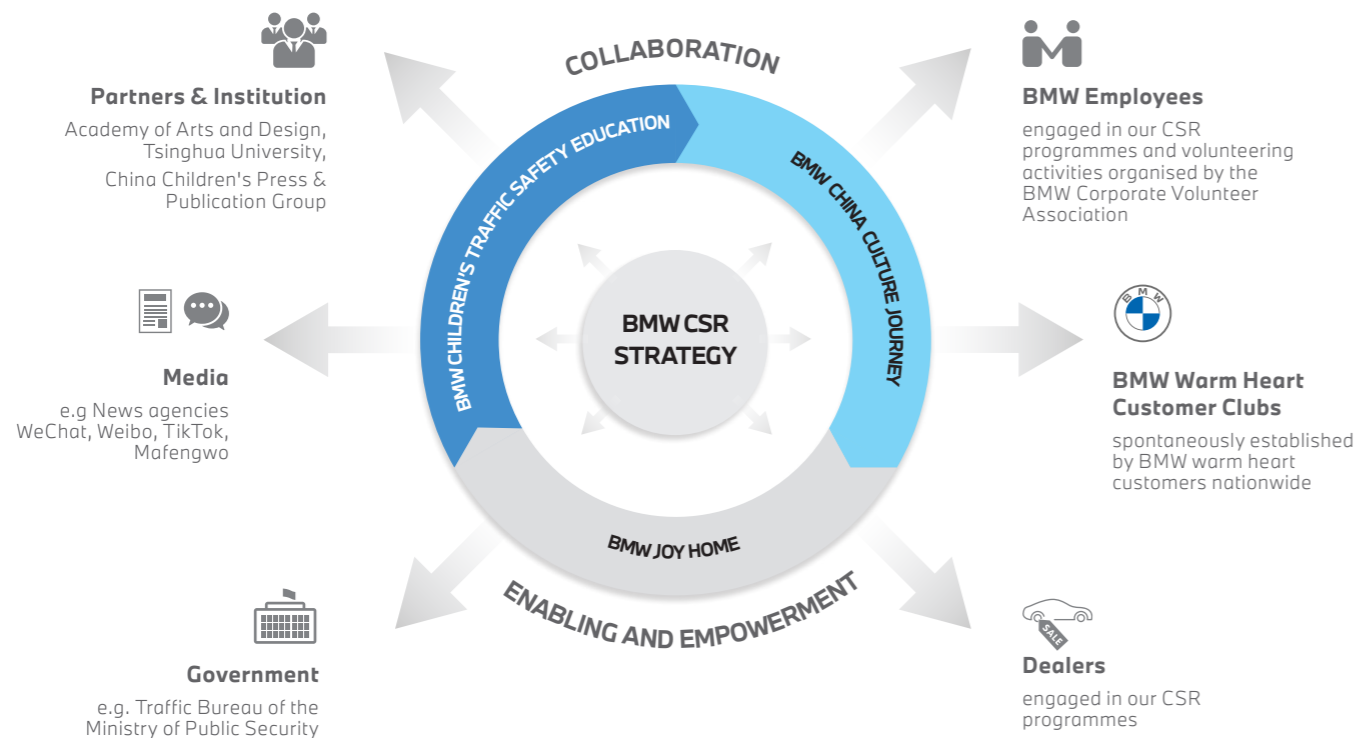 COLLABORATION
Partners & Institution
Academy of Arts and Design,
Tsinghua University,
China Children's Press &
Publication Group
Media
e.g News agencies
WeChat, Weibo, TikTok,
Mafengwo
Government
e.g. Traffic Bureau of the
Ministry of Public Security
BMW CHILDREN'S TRAFFIC SAFETY EDUCATION
BMW CHINA CULTURE JOURNEY
BMW CSR
STRATEGY
BMW JOY HOME
ENABLING AND EMPOWERMENT
BMW Employees
engaged in our CSR
programmes and volunteering
activities organised by the
BMW Corporate Volunteer
Association
BMW
BMW Warm Heart
Customer Clubs
spontaneously established
by BMW warm heart
customers nationwide
SALE
Dealers
engaged in our CSR
programmes